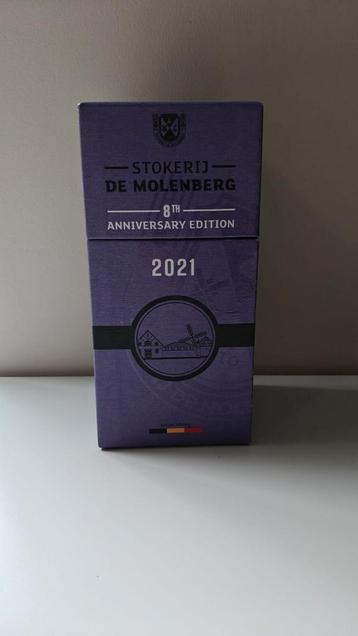 STOKERIJ
DE MOLENBERG
8TH
ANNIVERSARY EDITION
2021